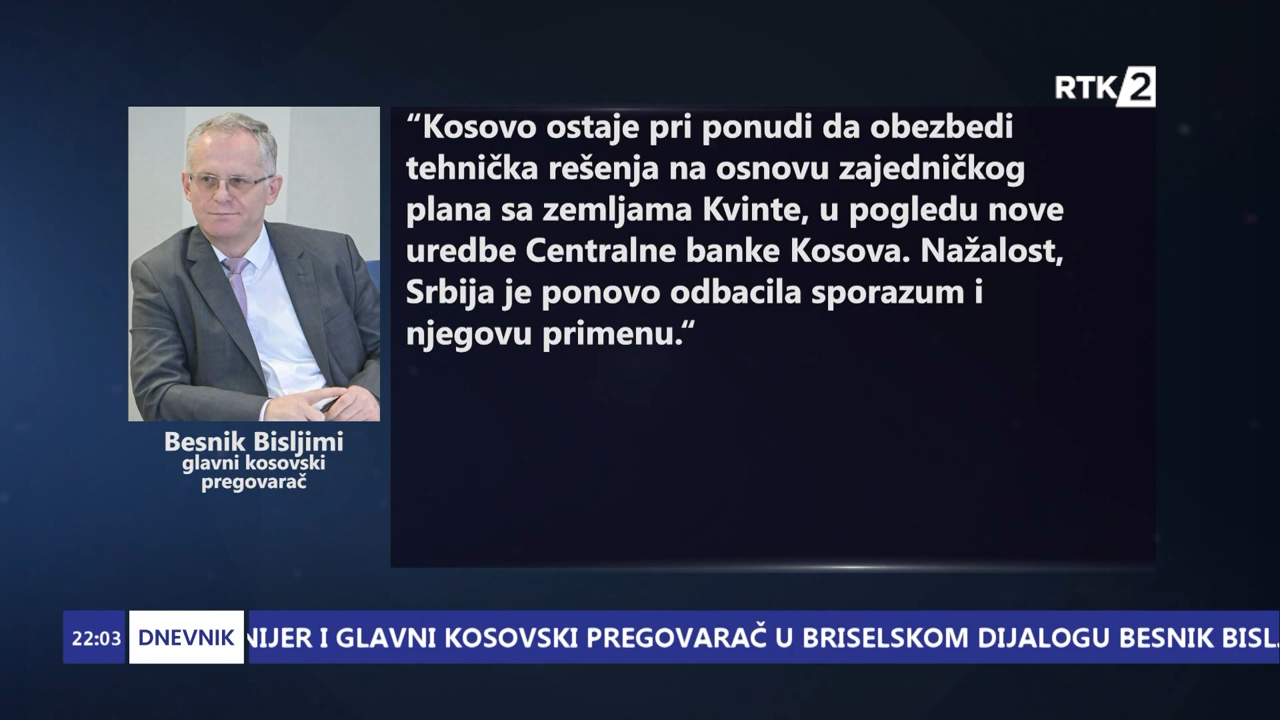 RTK 2
“Kosovo ostaje pri ponudi da obezbedi
tehnička rešenja na osnovu zajedničkog
plana sa zemljama Kvinte, u pogledu nove
uredbe Centralne banke Kosova. Nažalost,
Srbija je ponovo odbacila sporazum i
njegovu primenu.“
Besnik Bisljimi
glavni kosovski
pregovarač
22:03 DNEVNIK NIJER I GLAVNI KOSOVSKI PREGOVARAČ U BRISELSKOM DIJALOGU BESNIK BISL